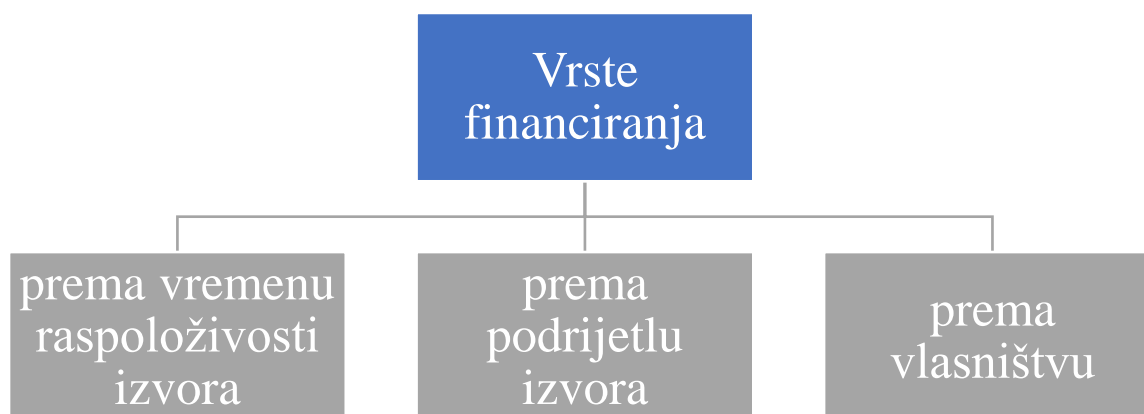 Vrste
financiranja
prema vremenu
raspoloživosti
izvora
prema
podrijetlu
izvora
prema
vlasništvu